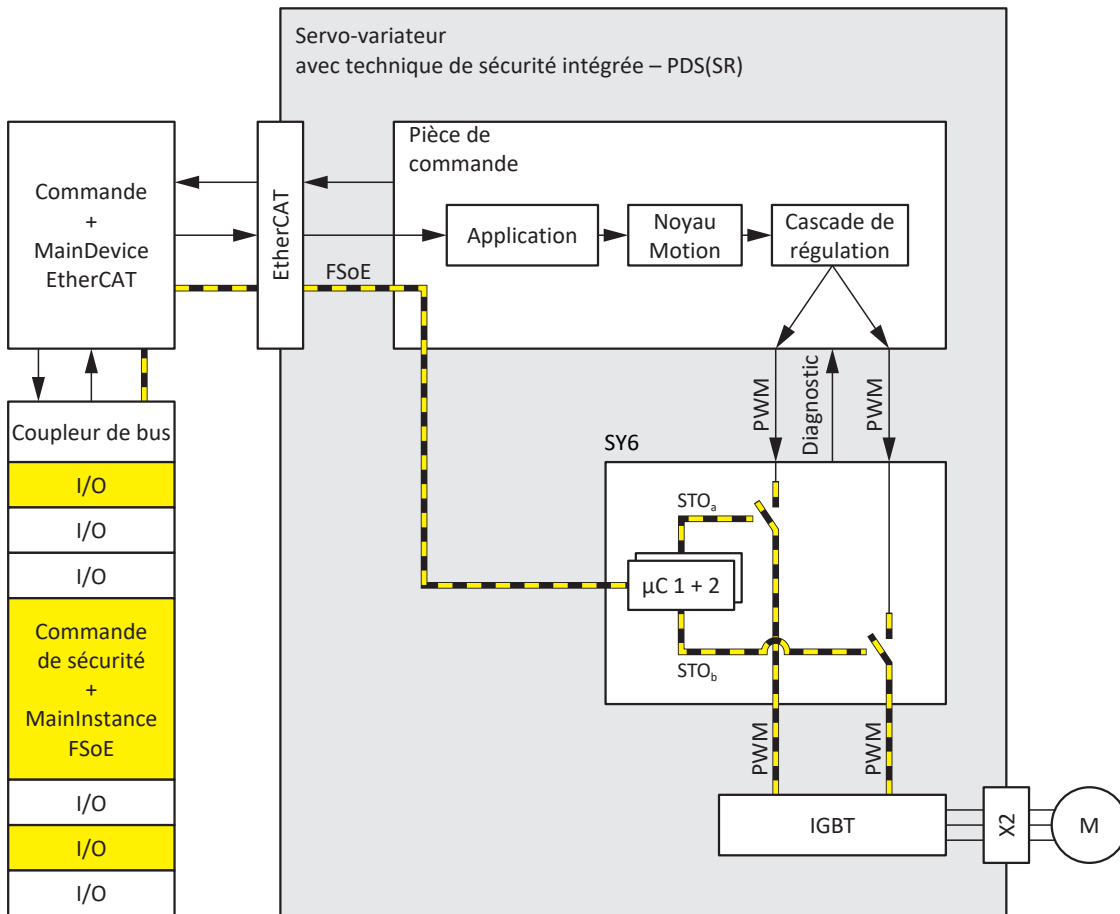 Servo-variateur
avec technique de sécurité intégrée – PDS(SR)
Commande
+
MainDevice
EtherCAT
EtherCAT
Pièce de
commande
Application
Noyau
Motion
Cascade de
régulation
FSoE
PWM
Diagnostic
PWM
Coupleur de bus
I/O
I/O
I/O
Commande
de sécurité
+
MainInstance
FSoE
I/O
I/O
I/O
SY6
STOa
µC 1 + 2
STOb
PWM
PWM
IGBT
X2
M